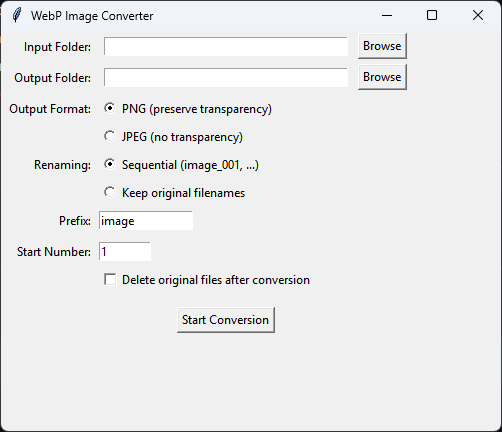 WebP Image Converter
Input Folder: Browse
Output Folder: Browse
Output Format: PNG (preserve transparency)
JPEG (no transparency)
Renaming: Sequential (image_001, ...)
Keep original filenames
Prefix: image
Start Number: 1
Delete original files after conversion
Start Conversion